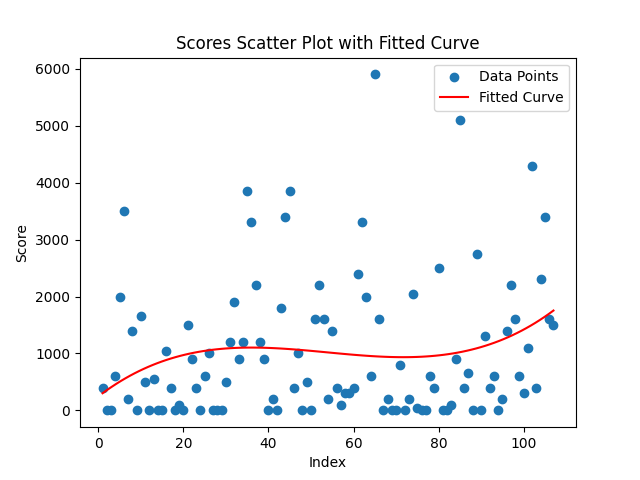 Scores Scatter Plot with Fitted Curve
Data Points
Fitted Curve
6000
5000
4000
3000
2000
1000
0
Score
0 20 40 60 80 100
Index